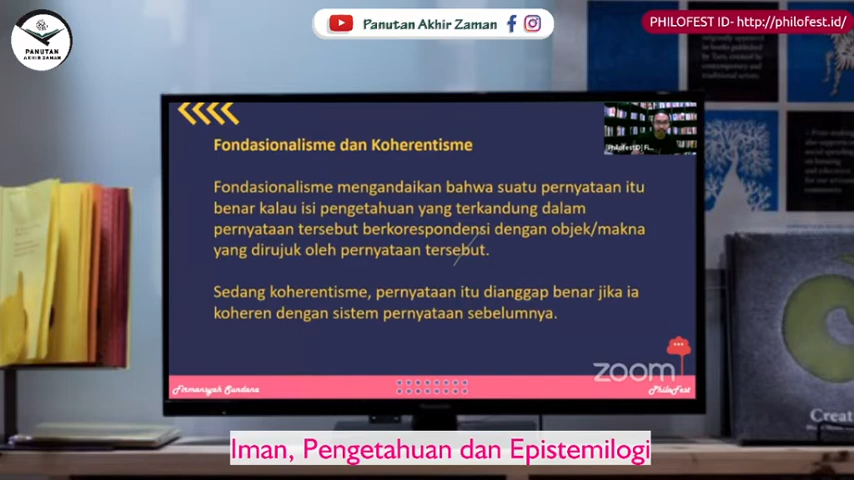 Panutan Akhir Zaman
PHILOFEST ID- http://philofest.id/
PANUTAN
AKHIR ZAMAN
Fondasionalisme dan Koherentisme
Fondasionalisme mengandaikan bahwa suatu pernyataan itu
benar kalau isi pengetahuan yang terkandung dalam
pernyataan tersebut berkorespondensi dengan objek/makna
yang dirujuk oleh pernyataan tersebut.
Sedang koherentisme, pernyataan itu dianggap benar jika ia
koheren dengan sistem pernyataan sebelumnya.
zoom
Firmansyah Sundana
PhiloFest
Creat
Iman, Pengetahuan dan Epistemilogi